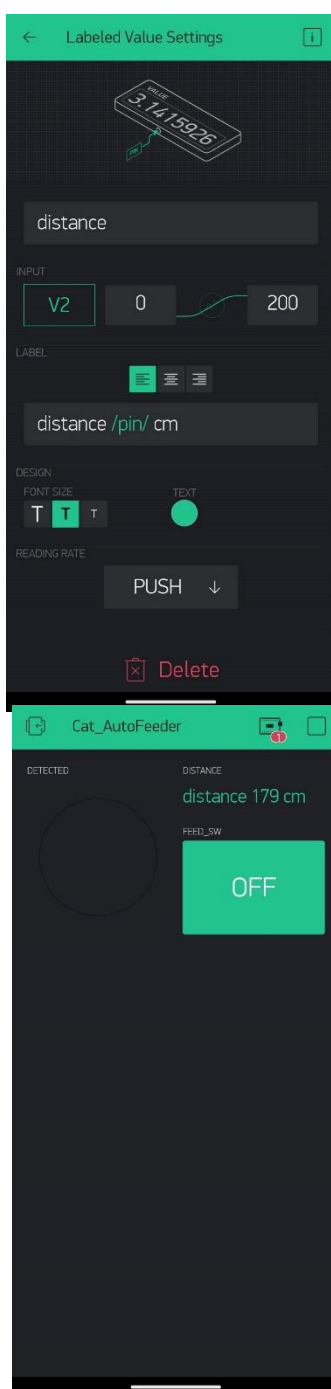 ← Labeled Value Settings i
VALUE
3.1415926
PIN
distance
INPUT
V2 0 200
LABEL
distance /pin/ cm
DESIGN
FONT SIZE TEXT
T T T
READING RATE
PUSH ↓
Delete
Cat_AutoFeeder 1
DETECTED DISTANCE
distance 179 cm
FEED_SW
OFF